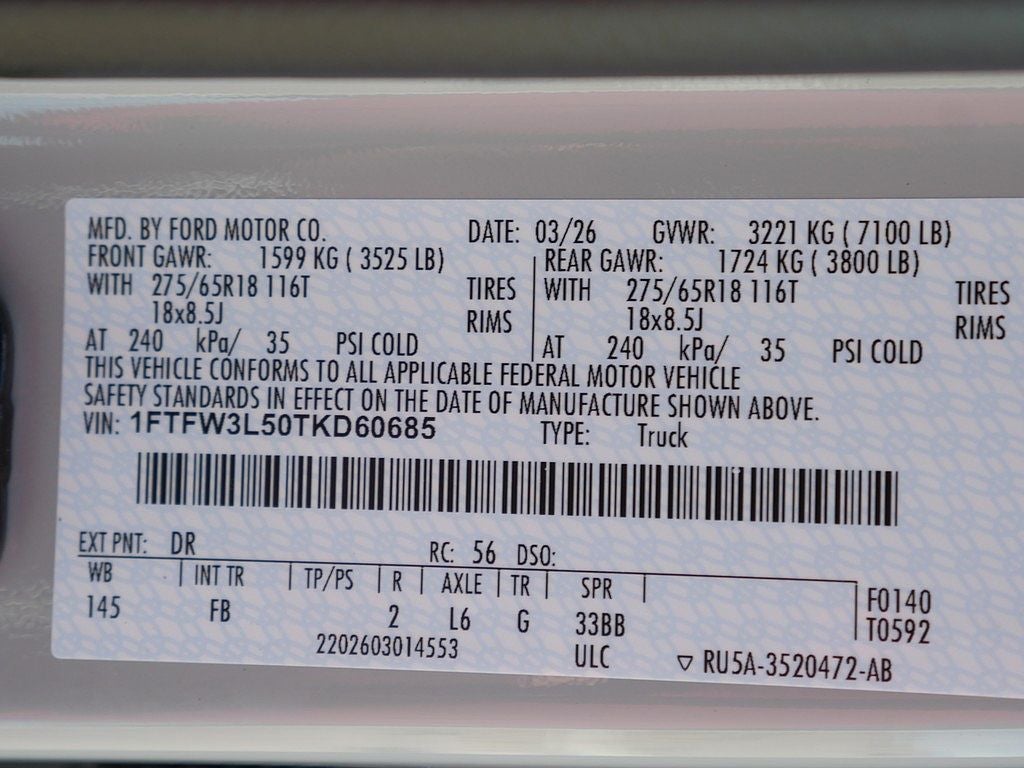 MFD. BY FORD MOTOR CO. DATE: 03/26 GVWR: 3221 KG ( 7100 LB)
FRONT GAWR: 1599 KG ( 3525 LB) REAR GAWR: 1724 KG ( 3800 LB)
WITH 275/65R18 116T TIRES WITH 275/65R18 116T TIRES
18x8.5J RIMS 18x8.5J RIMS
AT 240 kPa/ 35 PSI COLD AT 240 kPa/ 35 PSI COLD
THIS VEHICLE CONFORMS TO ALL APPLICABLE FEDERAL MOTOR VEHICLE
SAFETY STANDARDS IN EFFECT ON THE DATE OF MANUFACTURE SHOWN ABOVE.
VIN: 1FTFW3L50TKD60685 TYPE: Truck
EXT PNT: DR RC: 56 DSO:
WB INT TR TP/PS R AXLE TR SPR F0140
145 FB 2 L6 G 33BB T0592
2202603014553 ULC ▽ RU5A-3520472-AB